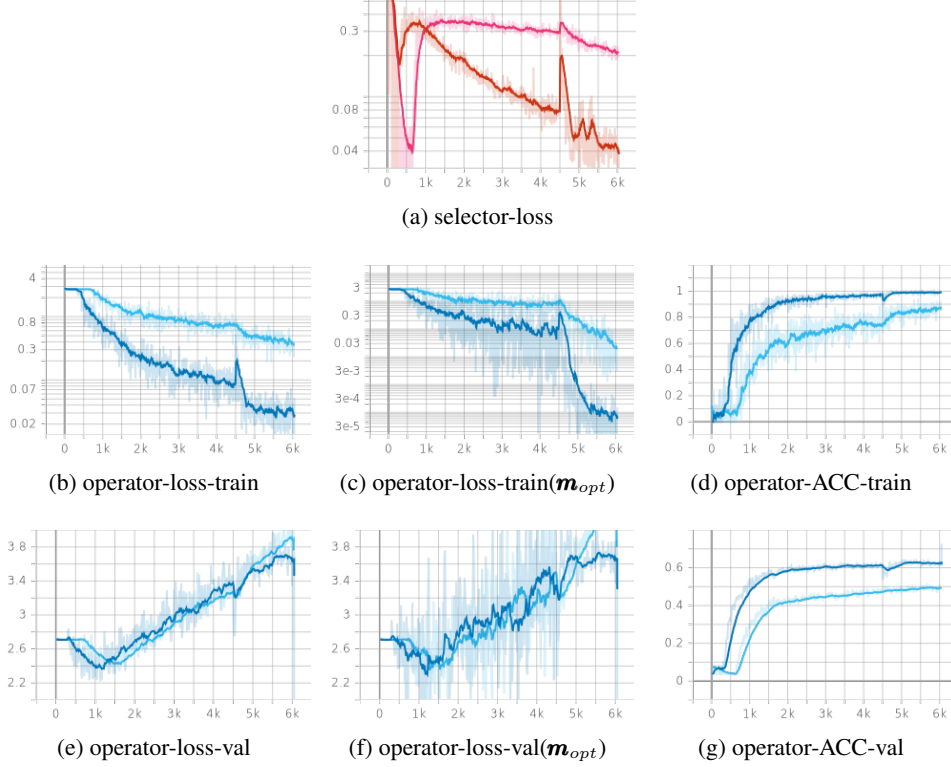 0.3
0.08
0.04
0 1k 2k 3k 4k 5k 6k
(a) selector-loss
4
0.8
0.3
0.07
0.02
0 1k 2k 3k 4k 5k 6k
(b) operator-loss-train
3
0.3
0.03
3e-3
3e-4
3e-5
0 1k 2k 3k 4k 5k 6k
(c) operator-loss-train(m_opt)
1
0.8
0.6
0.4
0.2
0
0 1k 2k 3k 4k 5k 6k
(d) operator-ACC-train
3.8
3.4
3
2.6
2.2
0 1k 2k 3k 4k 5k 6k
(e) operator-loss-val
3.8
3.4
3
2.6
2.2
0 1k 2k 3k 4k 5k 6k
(f) operator-loss-val(m_opt)
0.6
0.4
0.2
0
0 1k 2k 3k 4k 5k 6k
(g) operator-ACC-val